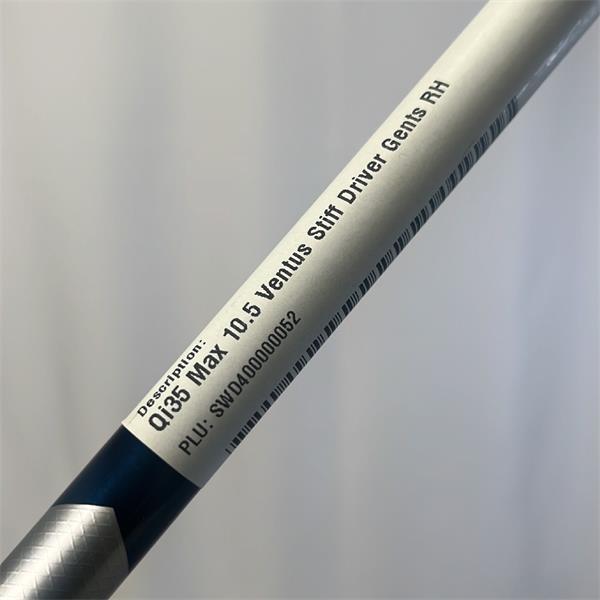 Description:
Qi35 Max 10.5 Ventus Stiff Driver Gents RH
PLU: SWD400000052